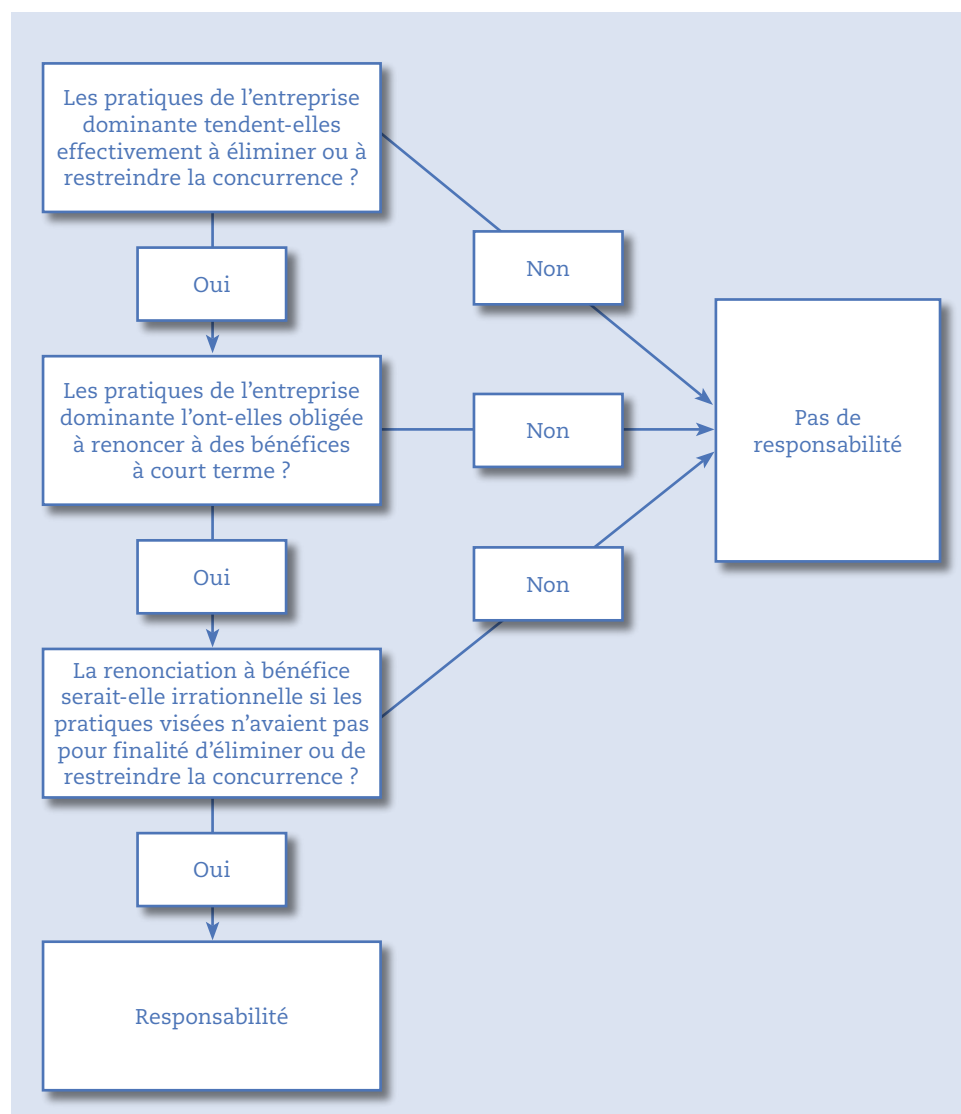 Les pratiques de l'entreprise
dominante tendent-elles
effectivement à éliminer ou à
restreindre la concurrence ?
Non
Oui
Les pratiques de l'entreprise
dominante l'ont-elles obligée
à renoncer à des bénéfices
à court terme ?
Non
Pas de
responsabilité
Oui
Non
La renonciation à bénéfice
serait-elle irrationnelle si les
pratiques visées n'avaient pas
pour finalité d'éliminer ou de
restreindre la concurrence ?
Oui
Responsabilité